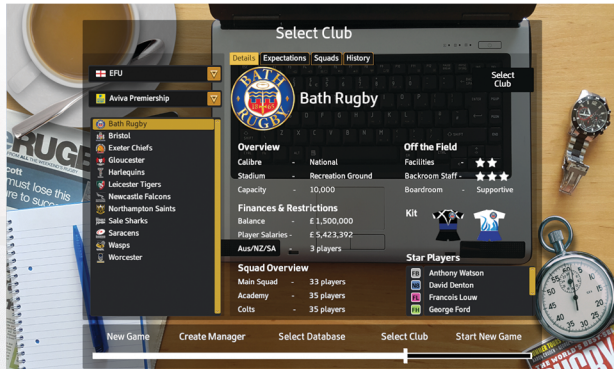 Select Club
Details Expectations Squads History
EFU
Aviva Premiership
Select Club
BATH RUGBY
Bath Rugby
Bath Rugby
Bristol
Exeter Chiefs
Gloucester
Harlequins
Leicester Tigers
Newcastle Falcons
Northampton Saints
Sale Sharks
Saracens
Wasps
Worcester
Overview
Calibre - National
Stadium - Recreation Ground
Capacity - 10,000
Finances & Restrictions
Balance - £1,500,000
Player Salaries - £5,423,392
Aus/NZ/SA - 3 players
Squad Overview
Main Squad - 33 players
Academy - 35 players
Colts - 35 players
Off the Field
Facilities -
Backroom Staff -
Boardroom - Supportive
Kit
Star Players
FB Anthony Watson
N8 David Denton
FL Francois Louw
FH George Ford
New Game Create Manager Select Database Select Club Start New Game